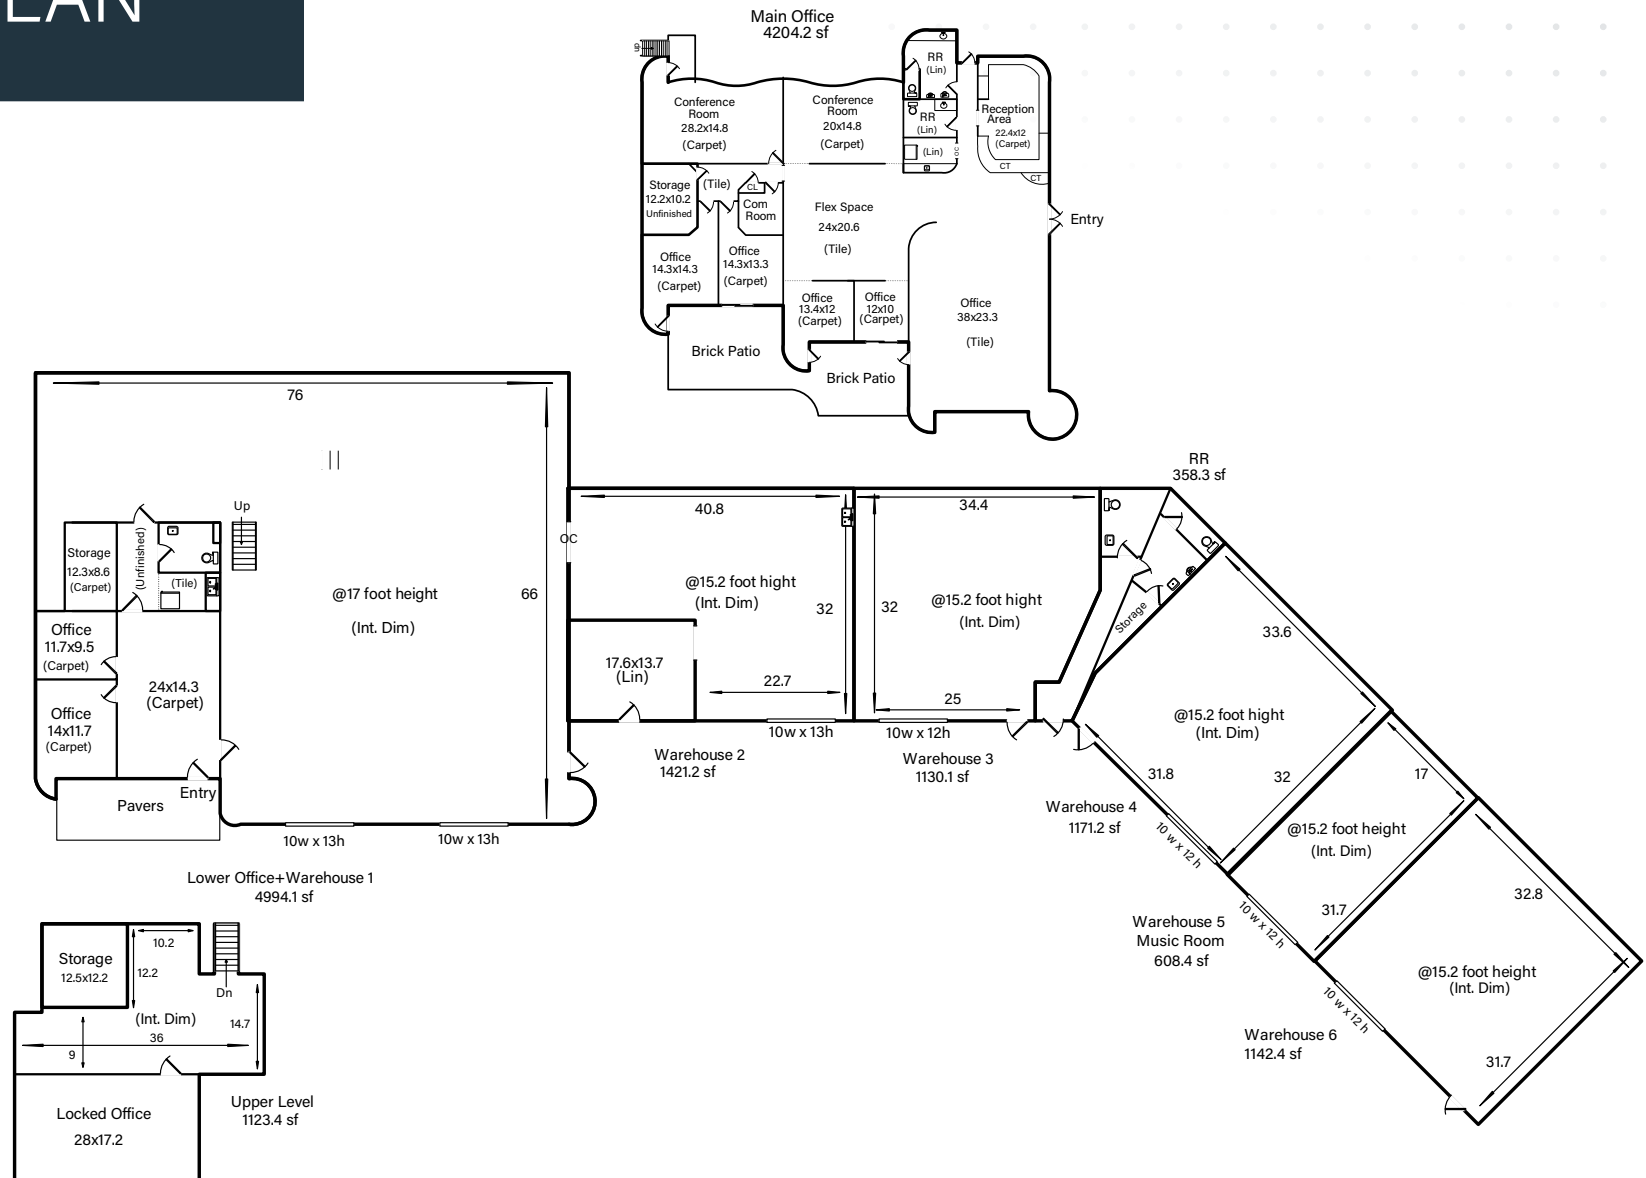 LAN
Main Office
4204.2 sf
up
RR
(Lin)
Conference
Room
28.2x14.8
(Carpet)
Conference
Room
20x14.8
(Carpet)
RR
(Lin)
(Lin)
OC
Reception
Area
22.4x12
(Carpet)
CT
CT
Storage
12.2x10.2
Unfinished
(Tile)
CL
Com
Room
Flex Space
24x20.6
(Tile)
Entry
Office
14.3x14.3
(Carpet)
Office
14.3x13.3
(Carpet)
Office
13.4x12
(Carpet)
Office
12x10
(Carpet)
Office
38x23.3
(Tile)
Brick Patio
Brick Patio
76
66
Up
Storage
12.3x8.6
(Carpet)
(Unfinished)
(Tile)
@17 foot height
(Int. Dim)
Office
11.7x9.5
(Carpet)
24x14.3
(Carpet)
Office
14x11.7
(Carpet)
Entry
Pavers
10w x 13h
10w x 13h
Lower Office+Warehouse 1
4994.1 sf
OC
40.8
@15.2 foot hight
(Int. Dim)
32
17.6x13.7
(Lin)
22.7
10w x 13h
Warehouse 2
1421.2 sf
34.4
32
@15.2 foot hight
(Int. Dim)
25
10w x 12h
Warehouse 3
1130.1 sf
RR
358.3 sf
Storage
33.6
@15.2 foot hight
(Int. Dim)
31.8
32
10 w x 12 h
Warehouse 4
1171.2 sf
17
@15.2 foot height
(Int. Dim)
31.7
10 w x 12 h
Warehouse 5
Music Room
608.4 sf
32.8
@15.2 foot height
(Int. Dim)
31.7
10 w x 12 h
Warehouse 6
1142.4 sf
Storage
12.5x12.2
10.2
12.2
Dn
(Int. Dim)
36
14.7
9
Locked Office
28x17.2
Upper Level
1123.4 sf